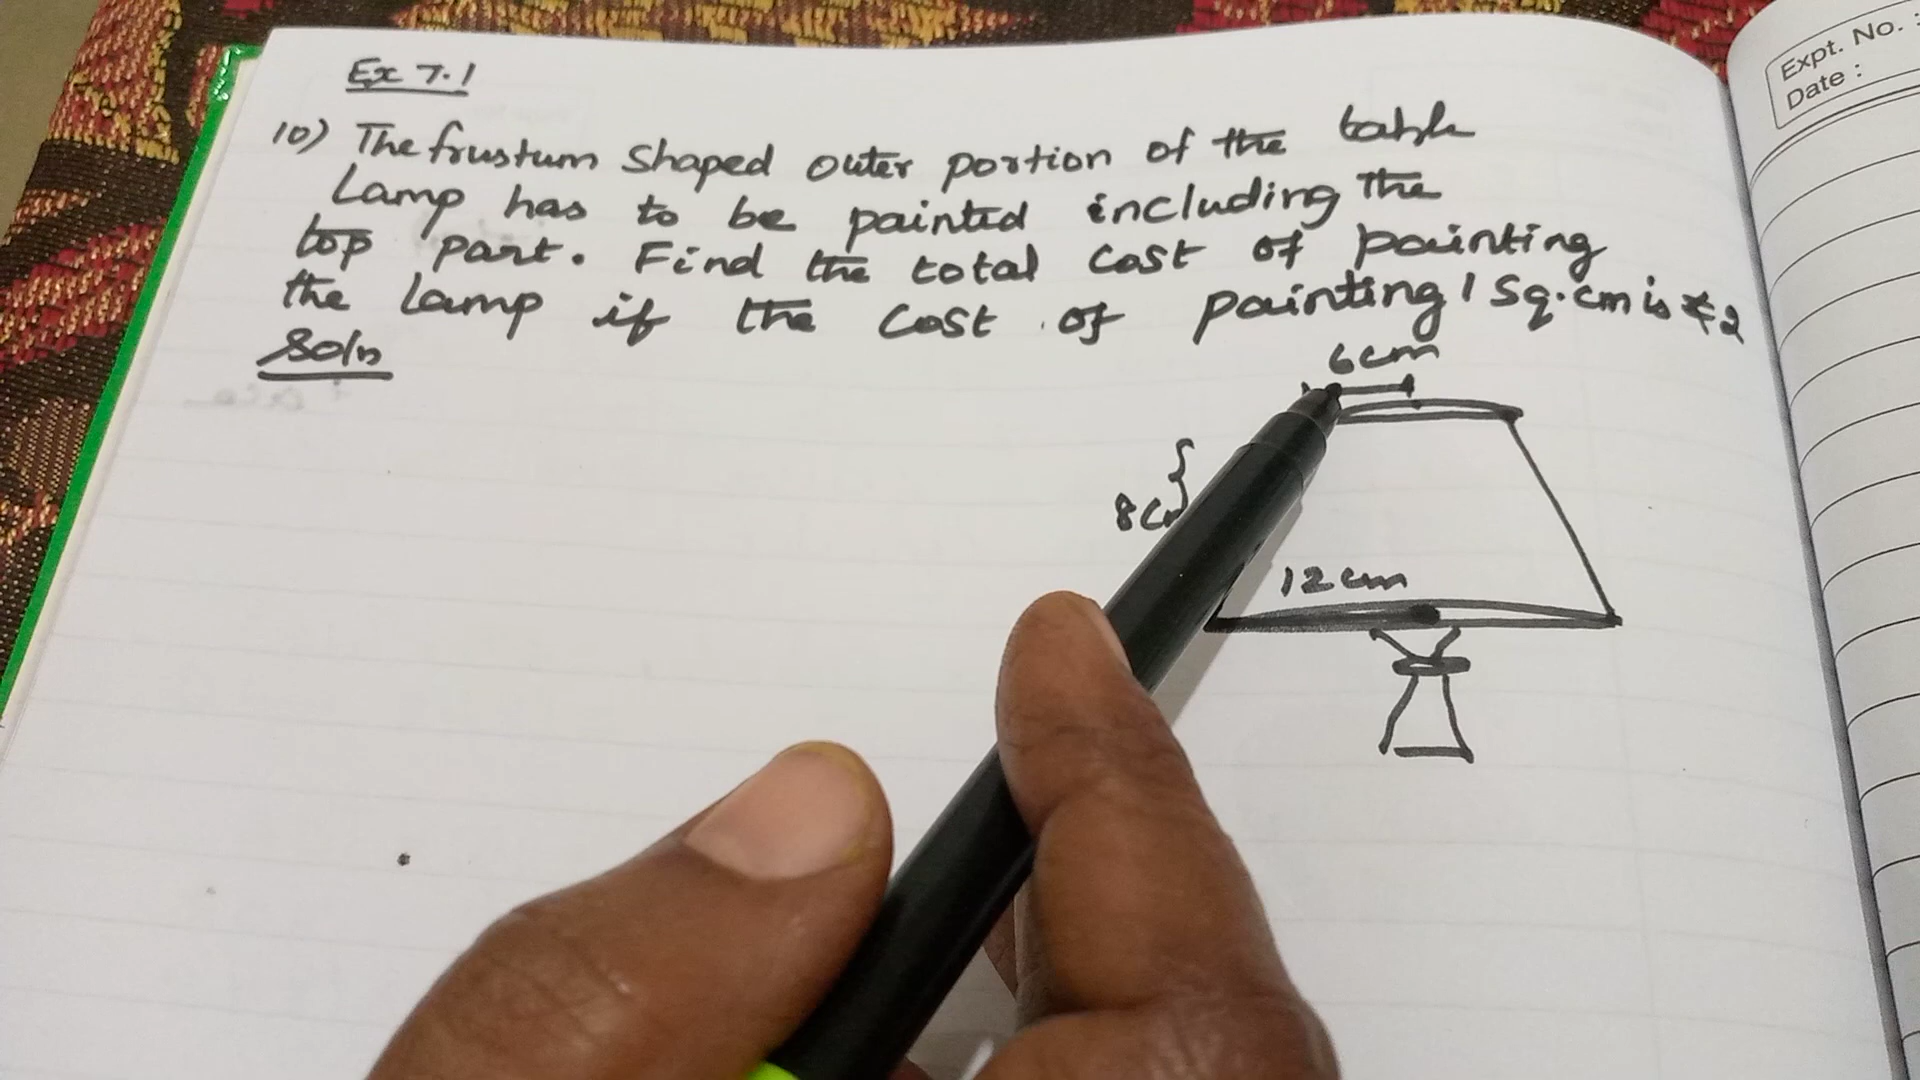 Ex 7.1
10) The frustum shaped outer portion of the table
Lamp has to be painted including the
top part. Find the total cost of painting
the lamp if the cost of painting 1 sq.cm is ₹2
Soln
6cm
8cm
12cm
Expt. No. :
Date :